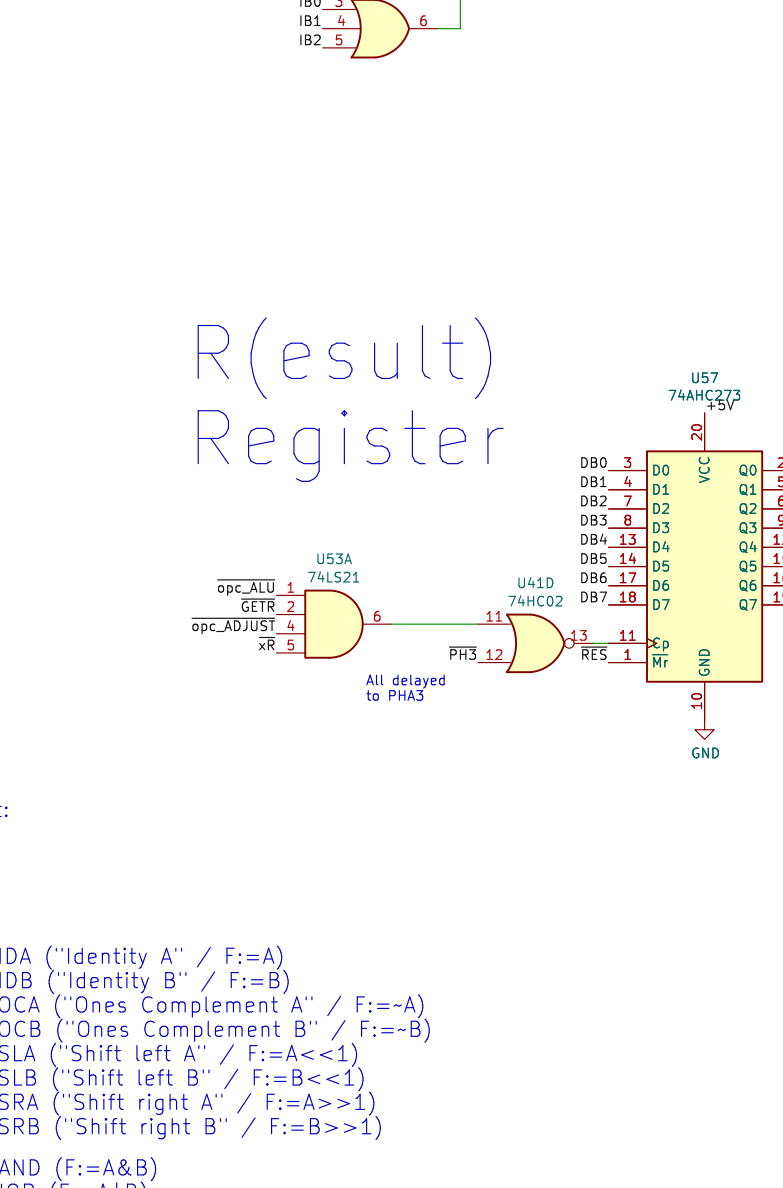 IB0 3
IB1 4 6
IB2 5
R(esult)
Register
U57
74AHC273
+5V
20
VCC
DB0 3 D0 Q0
DB1 4 D1 Q1
DB2 7 D2 Q2
DB3 8 D3 Q3
DB4 13 D4 Q4
DB5 14 D5 Q5
DB6 17 D6 Q6
DB7 18 D7 Q7
U53A
74LS21
opc_ALU 1
GETR 2
opc_ADJUST 4
xR 5
6
U41D
74HC02
11
PH3 12
13
11 Cp
RES 1 Mr
GND
10
GND
All delayed
to PHA3
IDA ("Identity A" / F:=A)
IDB ("Identity B" / F:=B)
OCA ("Ones Complement A" / F:=~A)
OCB ("Ones Complement B" / F:=~B)
SLA ("Shift left A" / F:=A<<1)
SLB ("Shift left B" / F:=B<<1)
SRA ("Shift right A" / F:=A>>1)
SRB ("Shift right B" / F:=B>>1)
AND (F:=A&B)